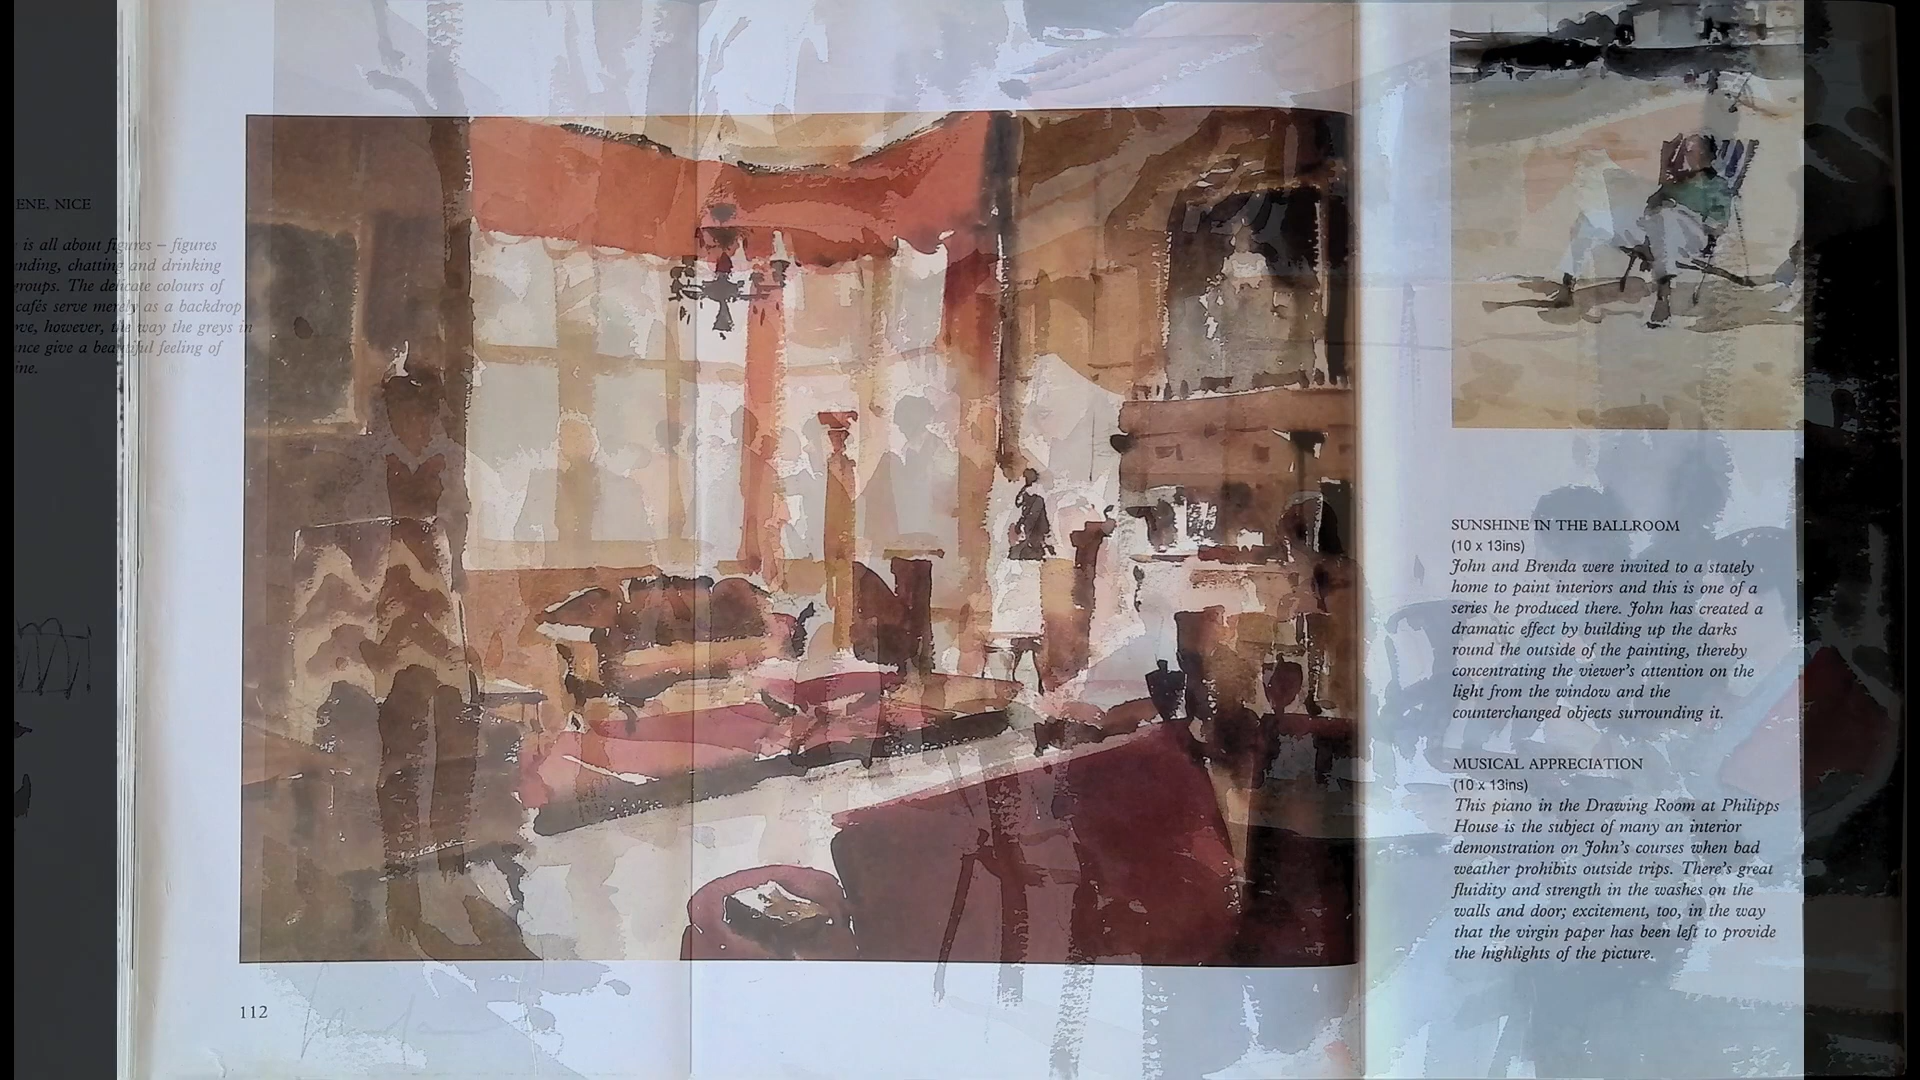 ENE, NICE
is all about figures – figures
nding, chatting and drinking
roups. The delicate colours of
cafés serve merely as a backdrop
ve, however, the way the greys in
nce give a beautiful feeling of
ine.
112
SUNSHINE IN THE BALLROOM
(10 x 13ins)
John and Brenda were invited to a stately
home to paint interiors and this is one of a
series he produced there. John has created a
dramatic effect by building up the darks
round the outside of the painting, thereby
concentrating the viewer's attention on the
light from the window and the
counterchanged objects surrounding it.
MUSICAL APPRECIATION
(10 x 13ins)
This piano in the Drawing Room at Philipps
House is the subject of many an interior
demonstration on John's courses when bad
weather prohibits outside trips. There's great
fluidity and strength in the washes on the
walls and door; excitement, too, in the way
that the virgin paper has been left to provide
the highlights of the picture.